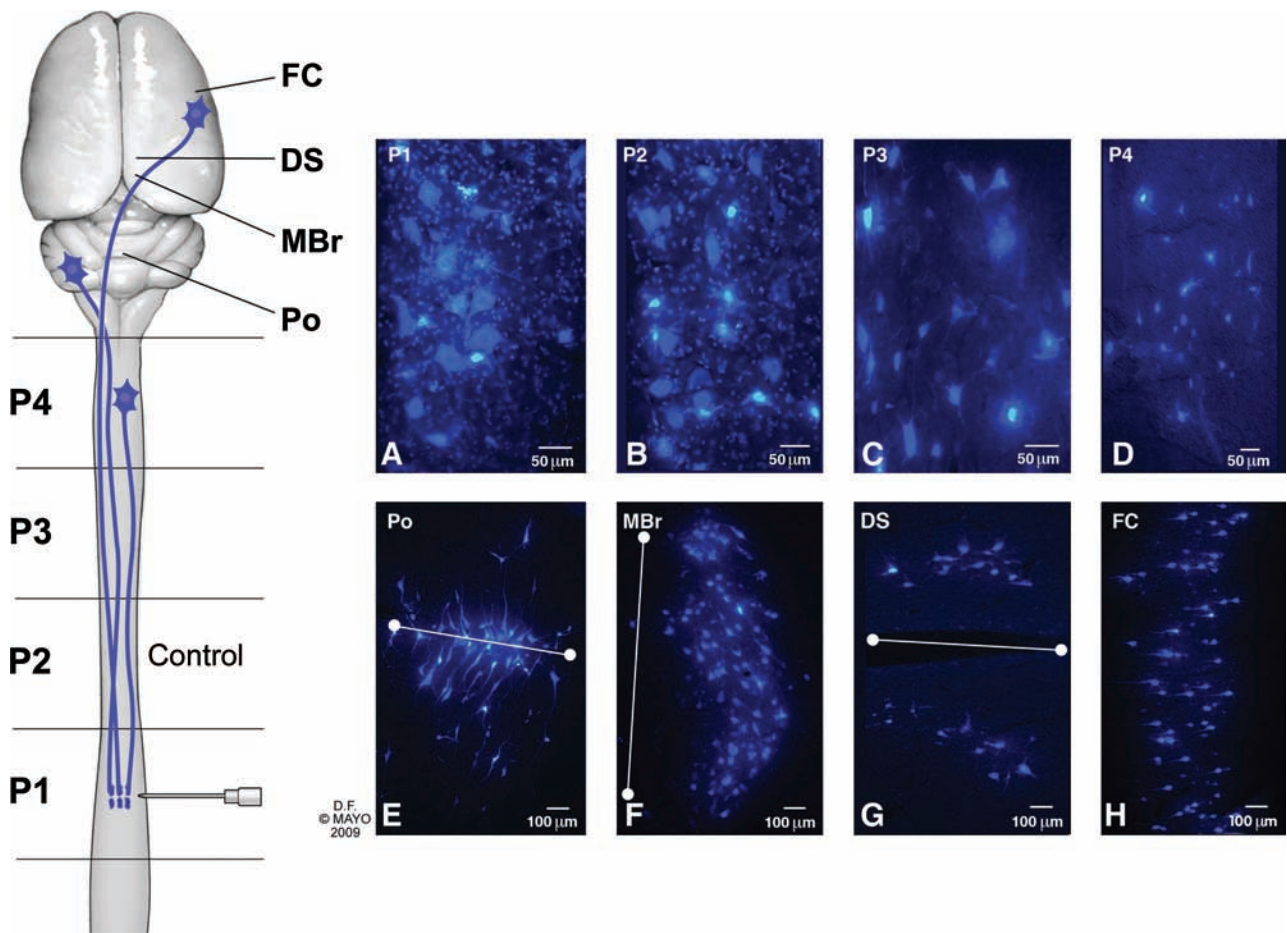 FC
DS
MBr
Po
P4
P3
P2
Control
P1
D.F.
© MAYO
2009
P1
A
50 μm
P2
B
50 μm
P3
C
50 μm
P4
D
50 μm
Po
E
100 μm
MBr
F
100 μm
DS
G
100 μm
FC
H
100 μm